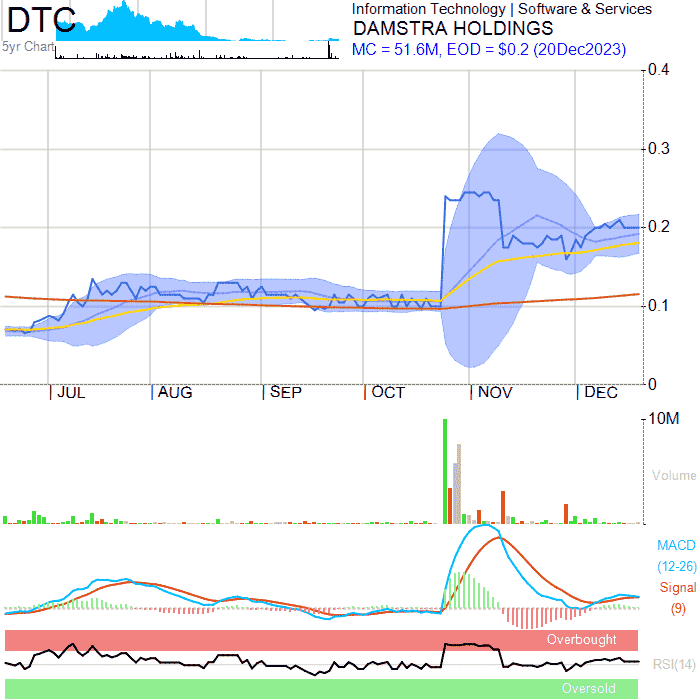 DTC
5yr Chart
Information Technology | Software & Services
DAMSTRA HOLDINGS
MC = 51.6M, EOD = $0.2 (20Dec2023)
0.4
0.3
0.2
0.1
0
JUL
AUG
SEP
OCT
NOV
DEC
10M
Volume
MACD
(12-26)
Signal
(9)
Overbought
RSI(14)
Oversold